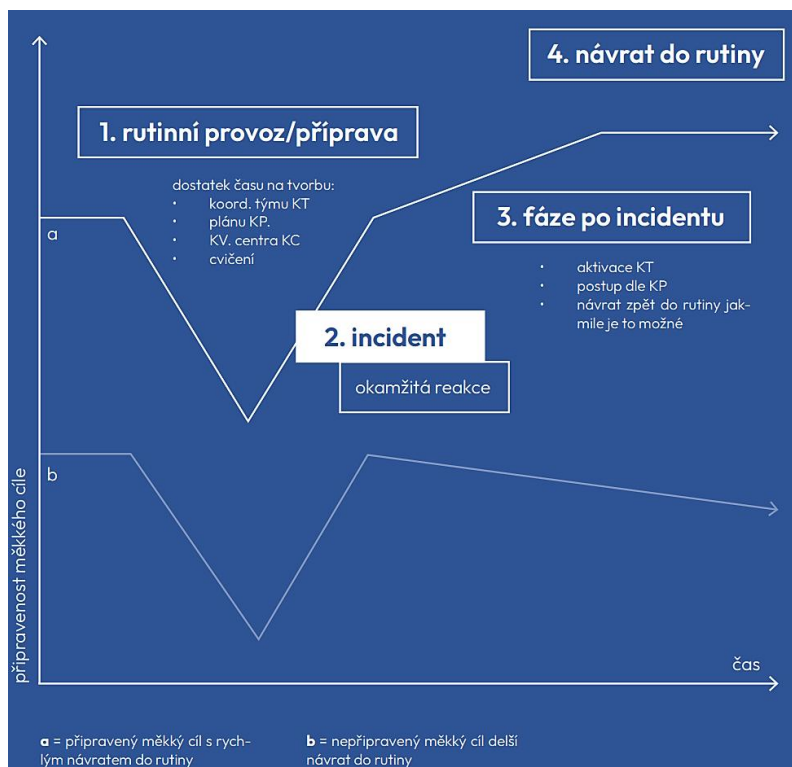 4. návrat do rutiny
1. rutinní provoz/příprava
dostatek času na tvorbu:
• koord. týmu KT
• plánu KP.
• KV. centra KC
• cvičení
a
3. fáze po incidentu
• aktivace KT
• postup dle KP
• návrat zpět do rutiny jak-
mile je to možné
2. incident
okamžitá reakce
b
připravenost měkkého cíle
čas
a = připravený měkký cíl s rych-
lým návratem do rutiny
b = nepřipravený měkký cíl delší
návrat do rutiny